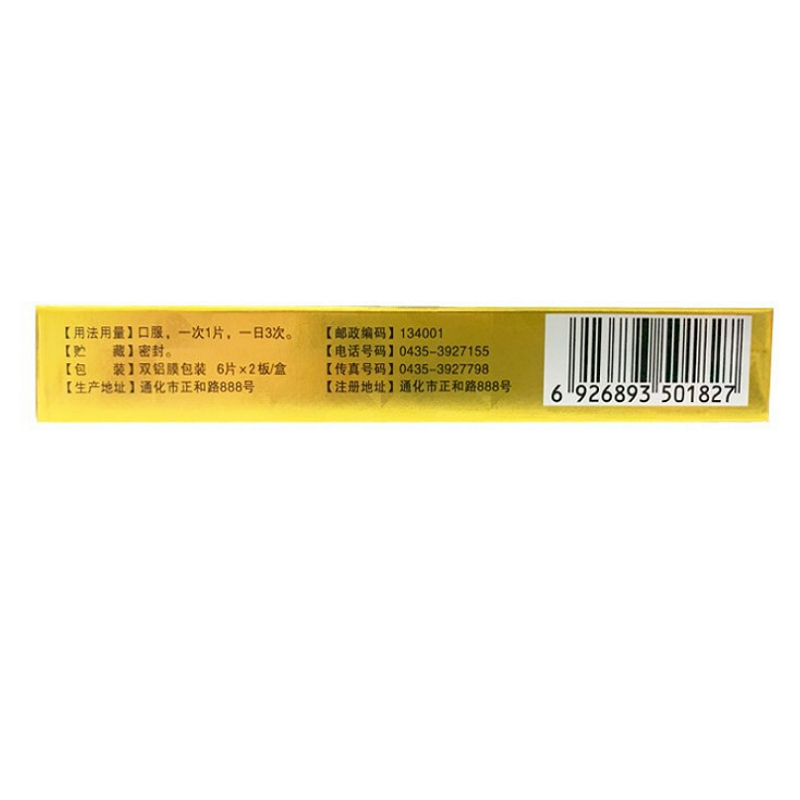 【用法用量】口服，一次1片，一日3次。
【贮　　藏】密封。
【包　　装】双铝膜包装 6片×2板/盒
【生产地址】通化市正和路888号
【邮政编码】134001
【电话号码】0435-3927155
【传真号码】0435-3927798
【注册地址】通化市正和路888号
6 926893 501827